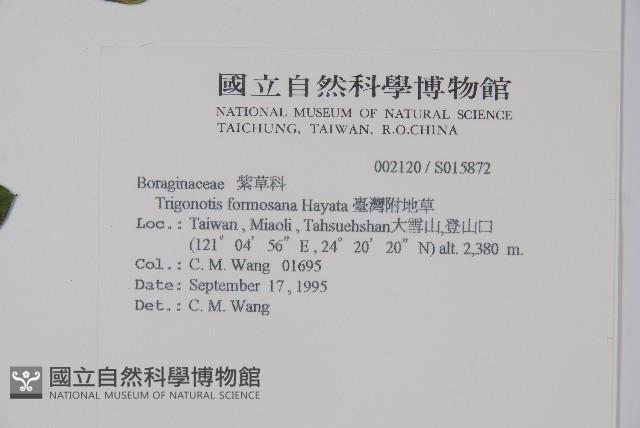 國立自然科學博物館
NATIONAL MUSEUM OF NATURAL SCIENCE
TAICHUNG, TAIWAN, R.O.CHINA
002120 / S015872
Boraginaceae 紫草科
Trigonotis formosana Hayata 臺灣附地草
Loc.: Taiwan, Miaoli, Tahsuehshan大雪山,登山口
(121° 04' 56" E, 24° 20' 20" N) alt. 2,380 m.
Col.: C. M. Wang 01695
Date: September 17, 1995
Det.: C. M. Wang
國立自然科學博物館
NATIONAL MUSEUM OF NATURAL SCIENCE